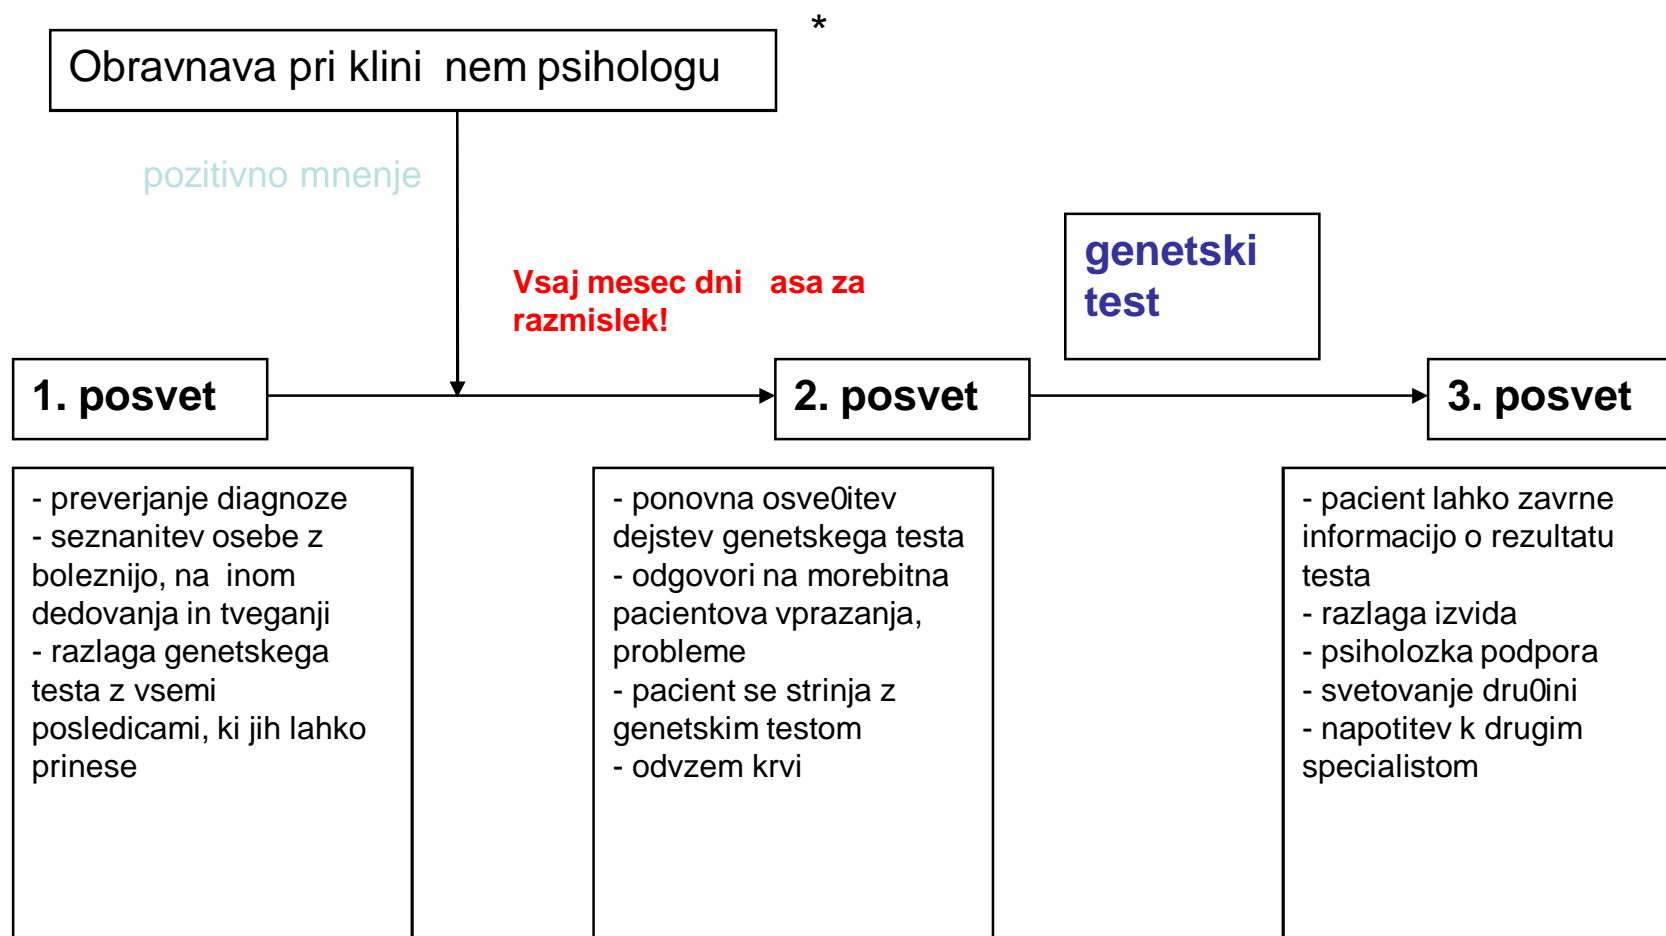 *
Obravnava pri klini nem psihologu
pozitivno mnenje
Vsaj mesec dni asa za
razmislek!
genetski
test
1. posvet
2. posvet
3. posvet
- preverjanje diagnoze
- seznanitev osebe z
boleznijo, na inom
dedovanja in tveganji
- razlaga genetskega
testa z vsemi
posledicami, ki jih lahko
prinese
- ponovna osve0itev
dejstev genetskega testa
- odgovori na morebitna
pacientova vprazanja,
probleme
- pacient se strinja z
genetskim testom
- odvzem krvi
- pacient lahko zavrne
informacijo o rezultatu
testa
- razlaga izvida
- psiholozka podpora
- svetovanje dru0ini
- napotitev k drugim
specialistom